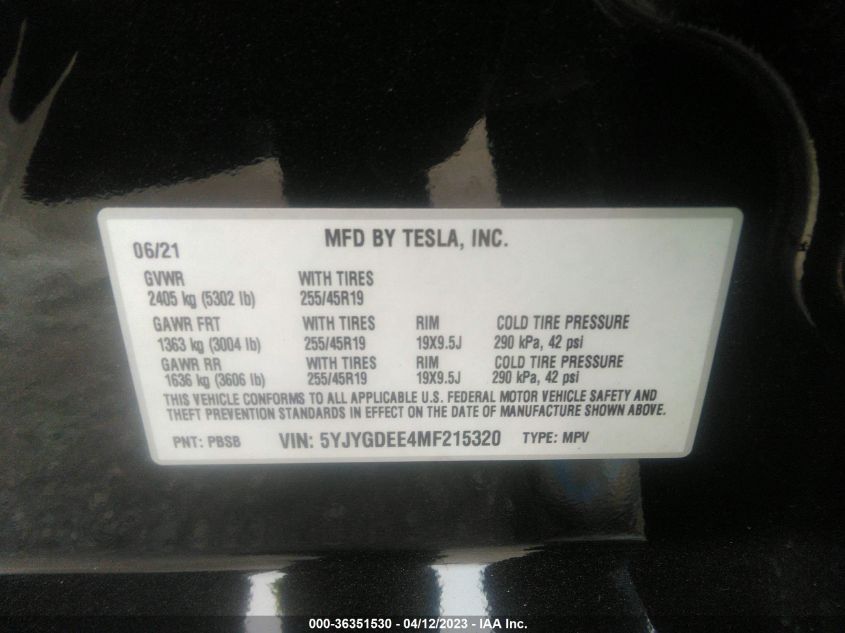 06/21 MFD BY TESLA, INC.
GVWR WITH TIRES
2405 kg (5302 lb) 255/45R19
GAWR FRT WITH TIRES RIM COLD TIRE PRESSURE
1363 kg (3004 lb) 255/45R19 19X9.5J 290 kPa, 42 psi
GAWR RR WITH TIRES RIM COLD TIRE PRESSURE
1636 kg (3606 lb) 255/45R19 19X9.5J 290 kPa, 42 psi
THIS VEHICLE CONFORMS TO ALL APPLICABLE U.S. FEDERAL MOTOR VEHICLE SAFETY AND
THEFT PREVENTION STANDARDS IN EFFECT ON THE DATE OF MANUFACTURE SHOWN ABOVE.
PNT: PBSB VIN: 5YJYGDEE4MF215320 TYPE: MPV
000-36351530 - 04/12/2023 - © IAA Inc.